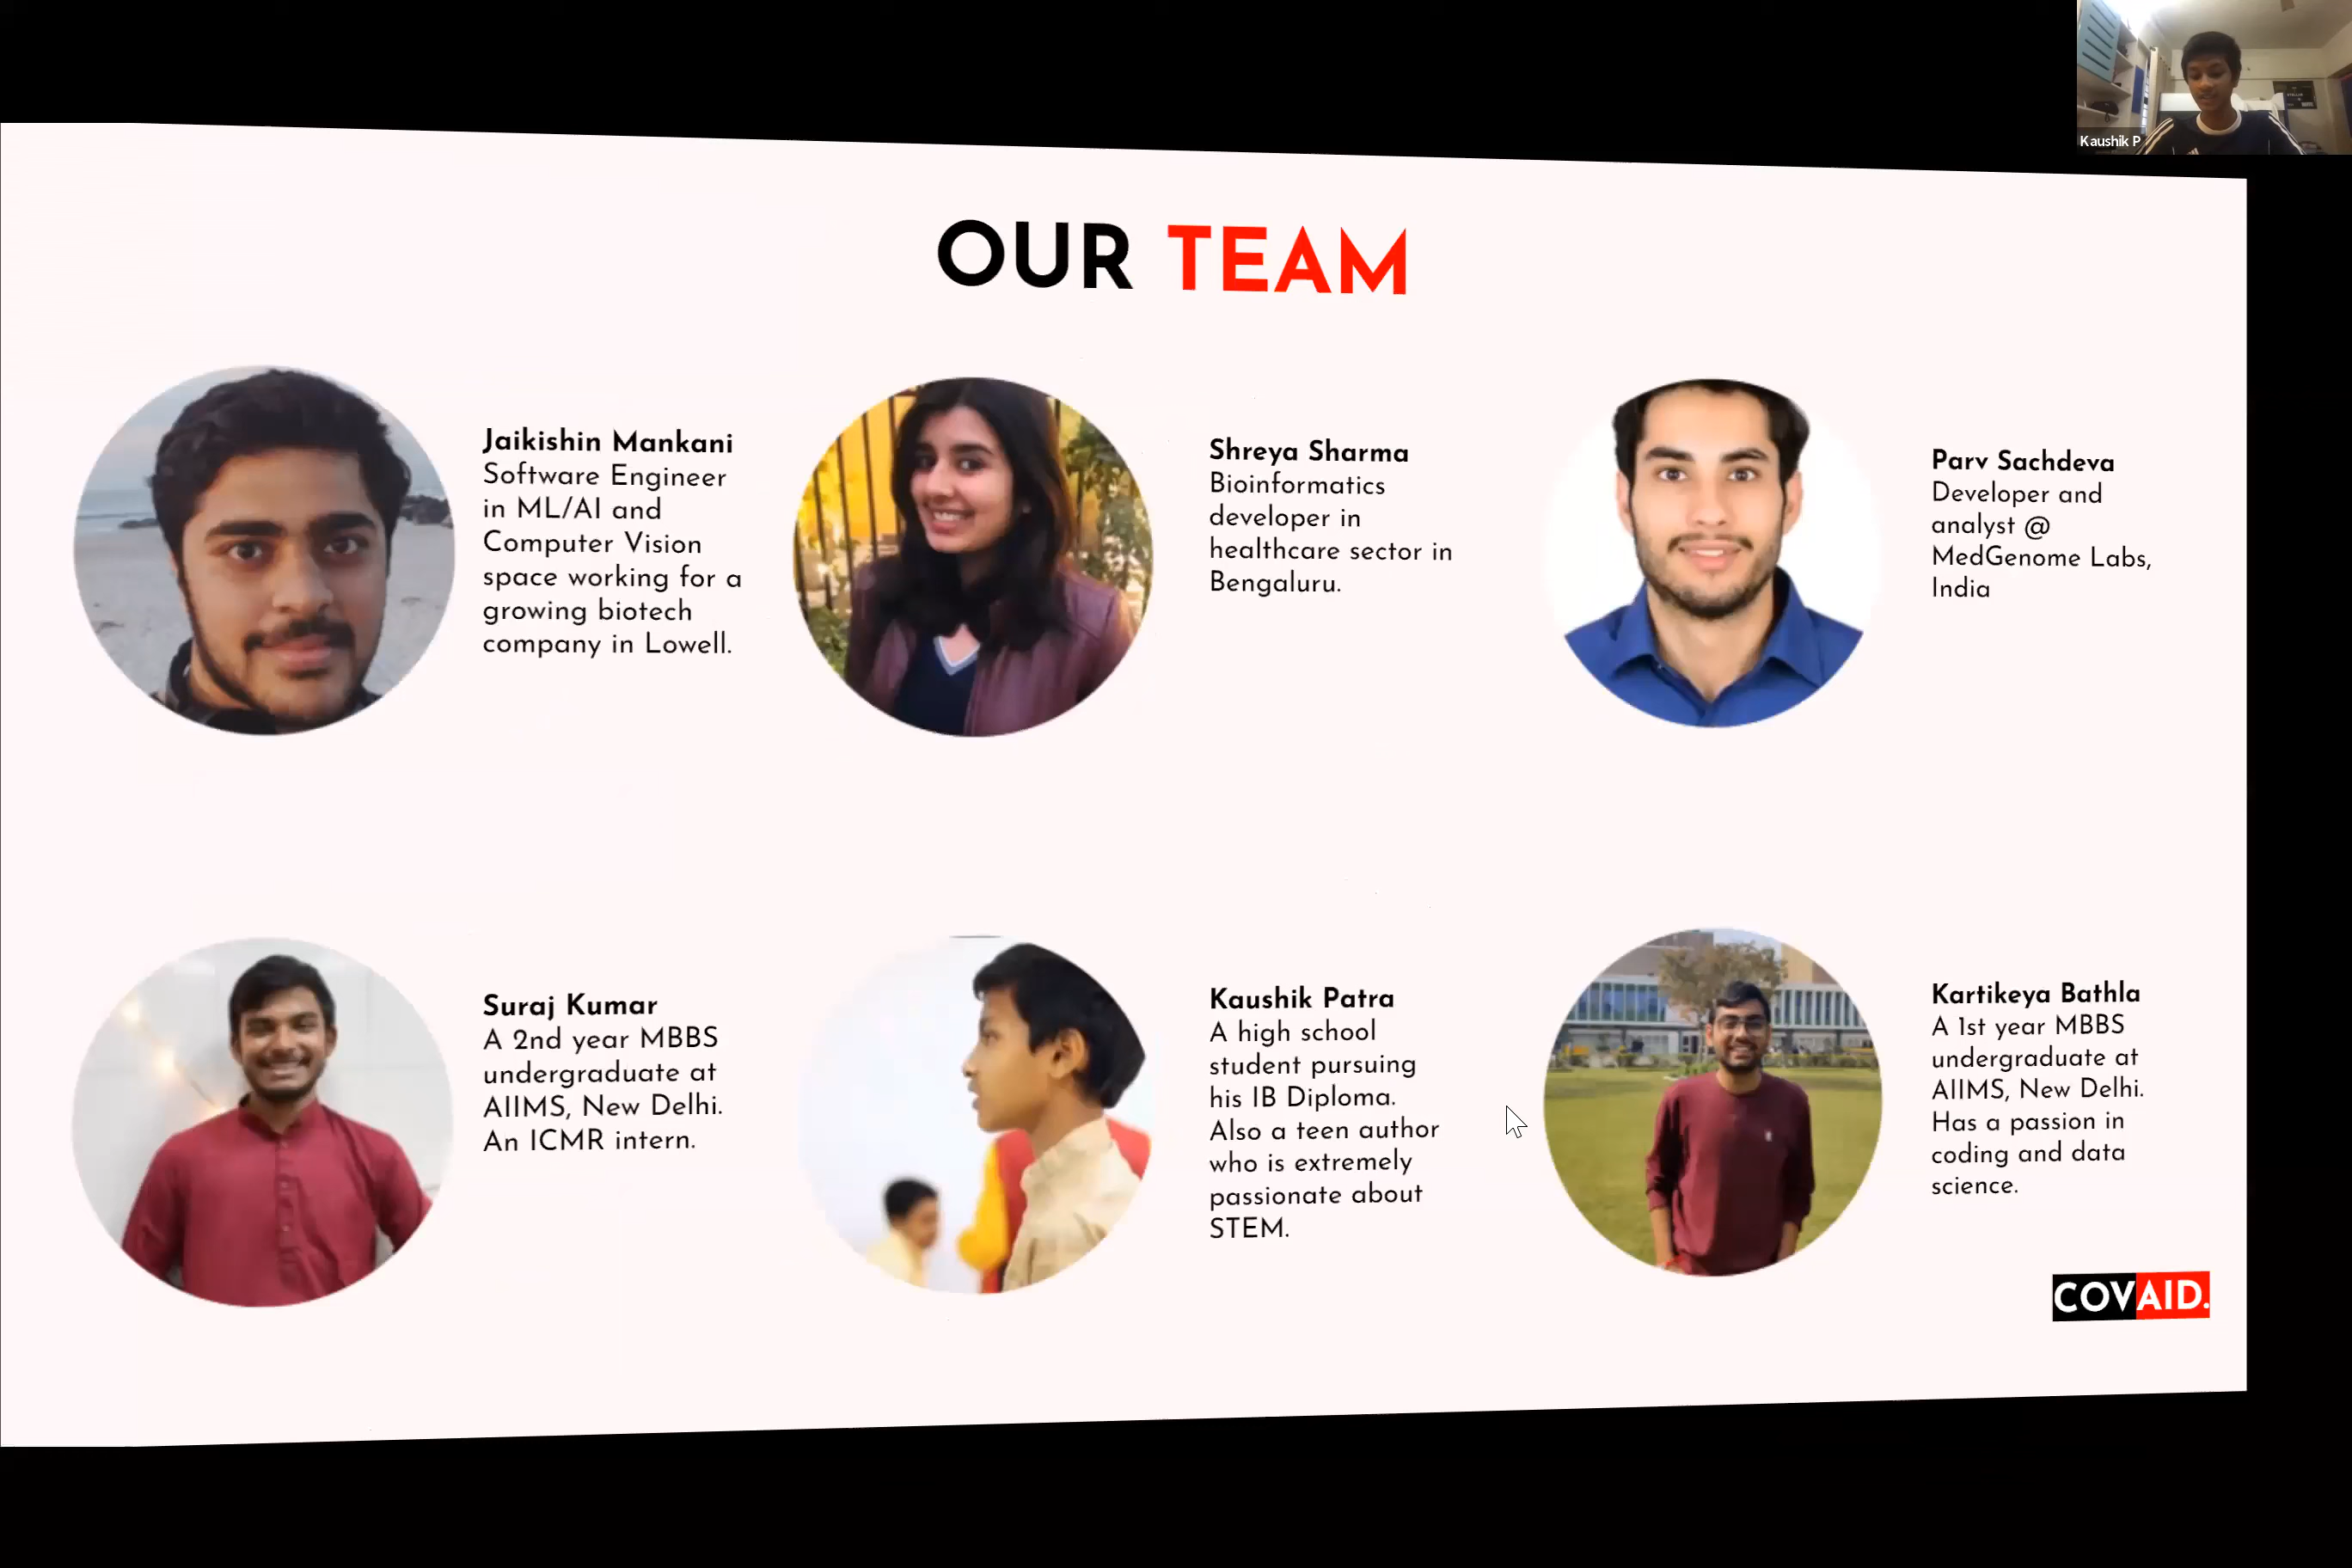 Kaushik P
OUR TEAM
Jaikishin Mankani
Software Engineer
in ML/AI and
Computer Vision
space working for a
growing biotech
company in Lowell.
Shreya Sharma
Bioinformatics
developer in
healthcare sector in
Bengaluru.
Parv Sachdeva
Developer and
analyst @
MedGenome Labs,
India
Suraj Kumar
A 2nd year MBBS
undergraduate at
AIIMS, New Delhi.
An ICMR intern.
Kaushik Patra
A high school
student pursuing
his IB Diploma.
Also a teen author
who is extremely
passionate about
STEM.
Kartikeya Bathla
A 1st year MBBS
undergraduate at
AIIMS, New Delhi.
Has a passion in
coding and data
science.
COVAID.